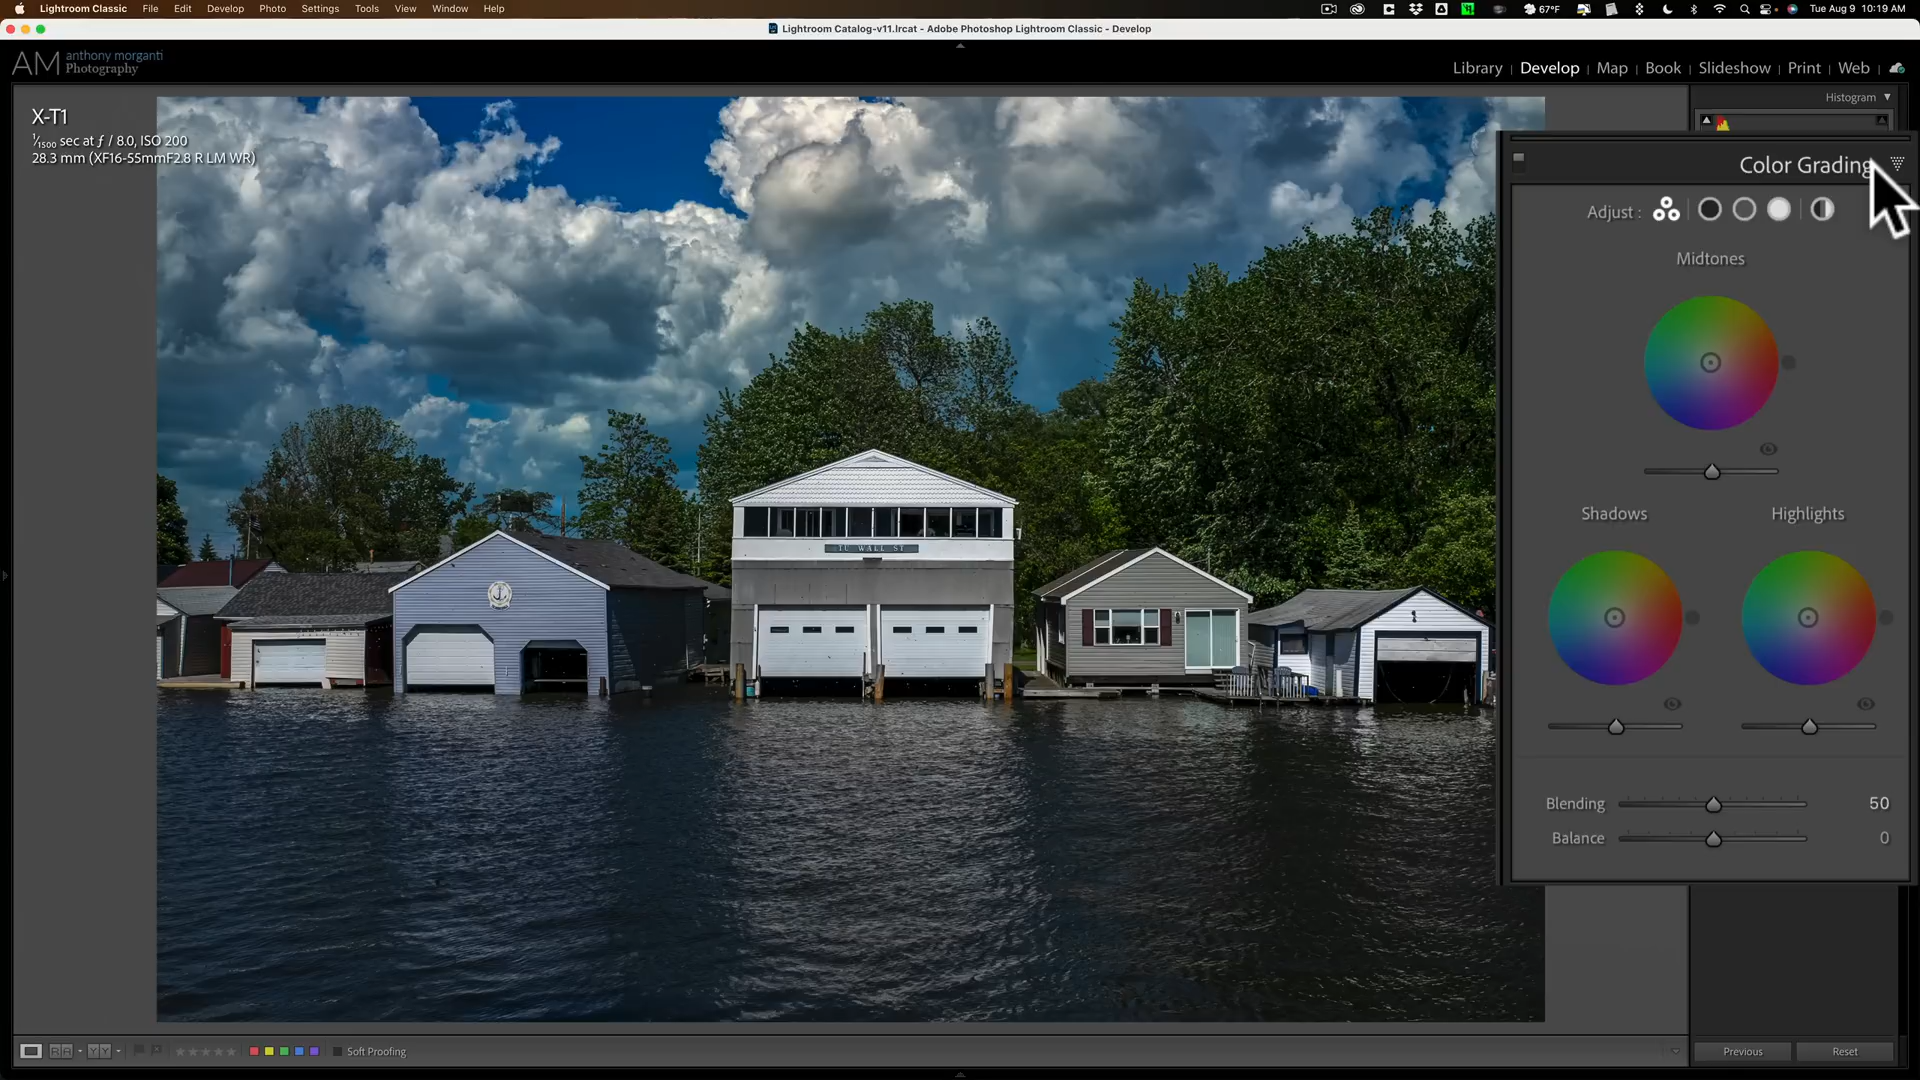 Lightroom Classic File Edit Develop Photo Settings Tools View Window Help 67°F Tue Aug 9 10:19 AM
Lightroom Catalog-v11.lrcat - Adobe Photoshop Lightroom Classic - Develop
AM anthony morganti
Photography
Library | Develop | Map | Book | Slideshow | Print | Web
Histogram
X-T1
1/1500 sec at ƒ / 8.0, ISO 200
28.3 mm (XF16-55mmF2.8 R LM WR)
Color Grading
Adjust :
Midtones
Shadows Highlights
Blending 50
Balance 0
TU WALL ST
Soft Proofing
Previous Reset